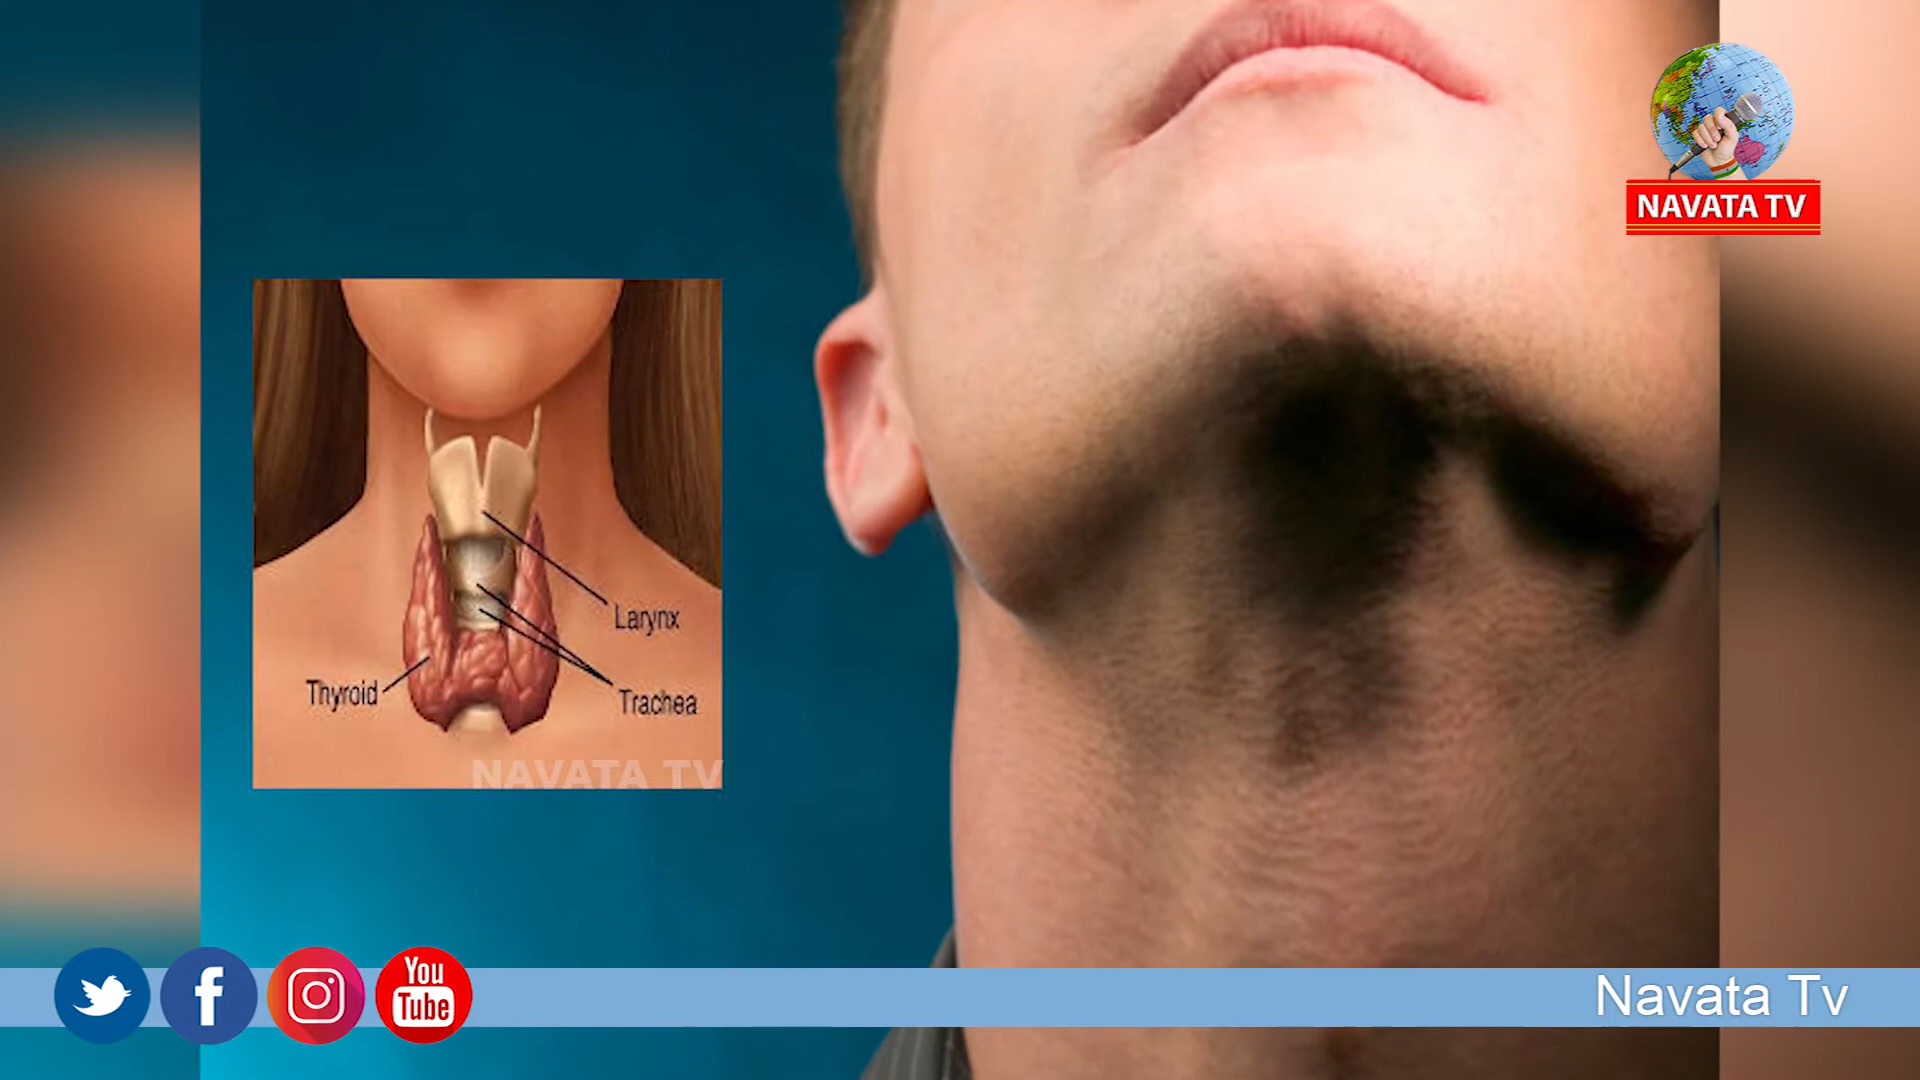 NAVATA TV
Larynx
Thyroid
Trachea
NAVATA TV
You
Tube
Navata Tv